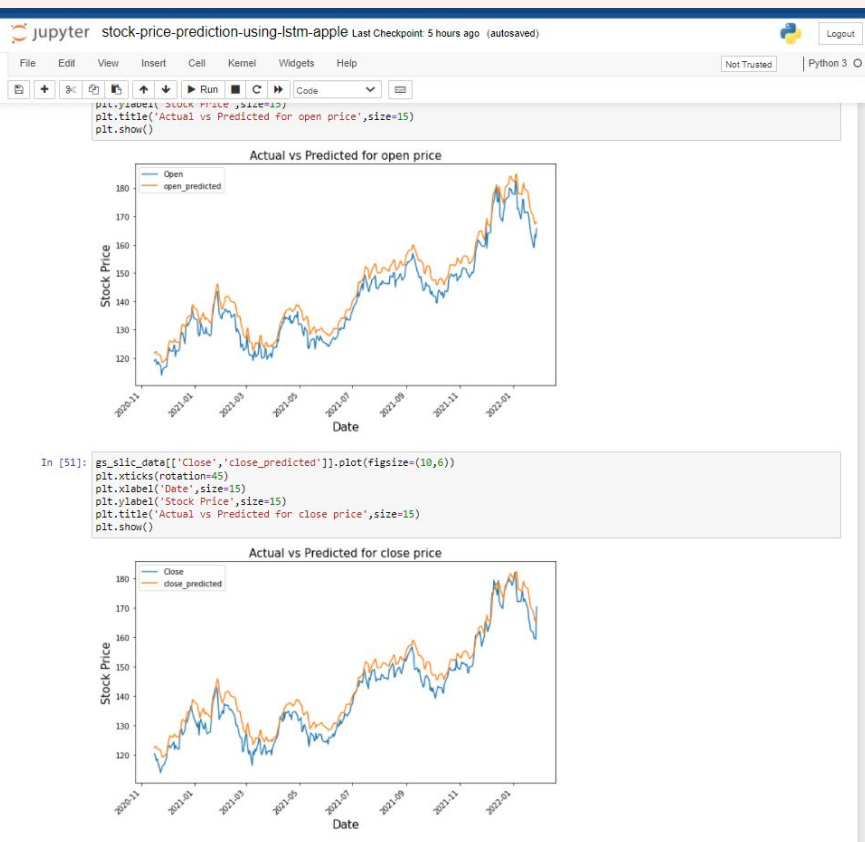 jupyter stock-price-prediction-using-lstm-apple Last Checkpoint: 5 hours ago (autosaved)
Logout
File Edit View Insert Cell Kernel Widgets Help
Not Trusted
Python 3
Run
Code
plt.ylabel('Stock Price',size=15)
plt.title('Actual vs Predicted for open price',size=15)
plt.show()
Actual vs Predicted for open price
Open
open_predicted
180
170
160
150
140
130
120
Stock Price
2020-11
2021-01
2021-03
2021-05
2021-07
2021-09
2021-11
2022-01
Date
In [51]: gs_slic_data[['Close','close_predicted']].plot(figsize=(10,6))
plt.xticks(rotation=45)
plt.xlabel('Date',size=15)
plt.ylabel('Stock Price',size=15)
plt.title('Actual vs Predicted for close price',size=15)
plt.show()
Actual vs Predicted for close price
Close
close_predicted
180
170
160
150
140
130
120
Stock Price
2020-11
2021-01
2021-03
2021-05
2021-07
2021-09
2021-11
2022-01
Date